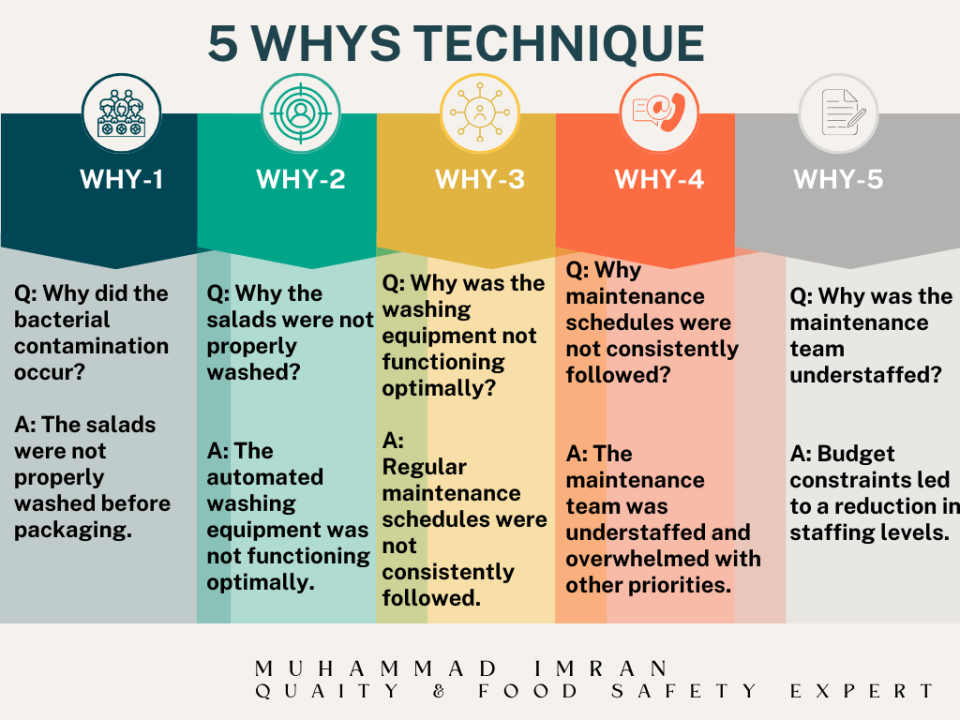 5 WHYS TECHNIQUE
WHY-1
Q: Why did the
bacterial
contamination
occur?
A: The salads
were not
properly
washed before
packaging.
WHY-2
Q: Why the
salads were not
properly
washed?
A: The
automated
washing
equipment was
not functioning
optimally.
WHY-3
Q: Why was the
washing
equipment not
functioning
optimally?
A:
Regular
maintenance
schedules were
not
consistently
followed.
WHY-4
Q: Why
maintenance
schedules were
not consistently
followed?
A: The
maintenance
team was
understaffed and
overwhelmed with
other priorities.
WHY-5
Q: Why was the
maintenance
team
understaffed?
A: Budget
constraints led
to a reduction in
staffing levels.
MUHAMMAD IMRAN
QUAITY & FOOD SAFETY EXPERT